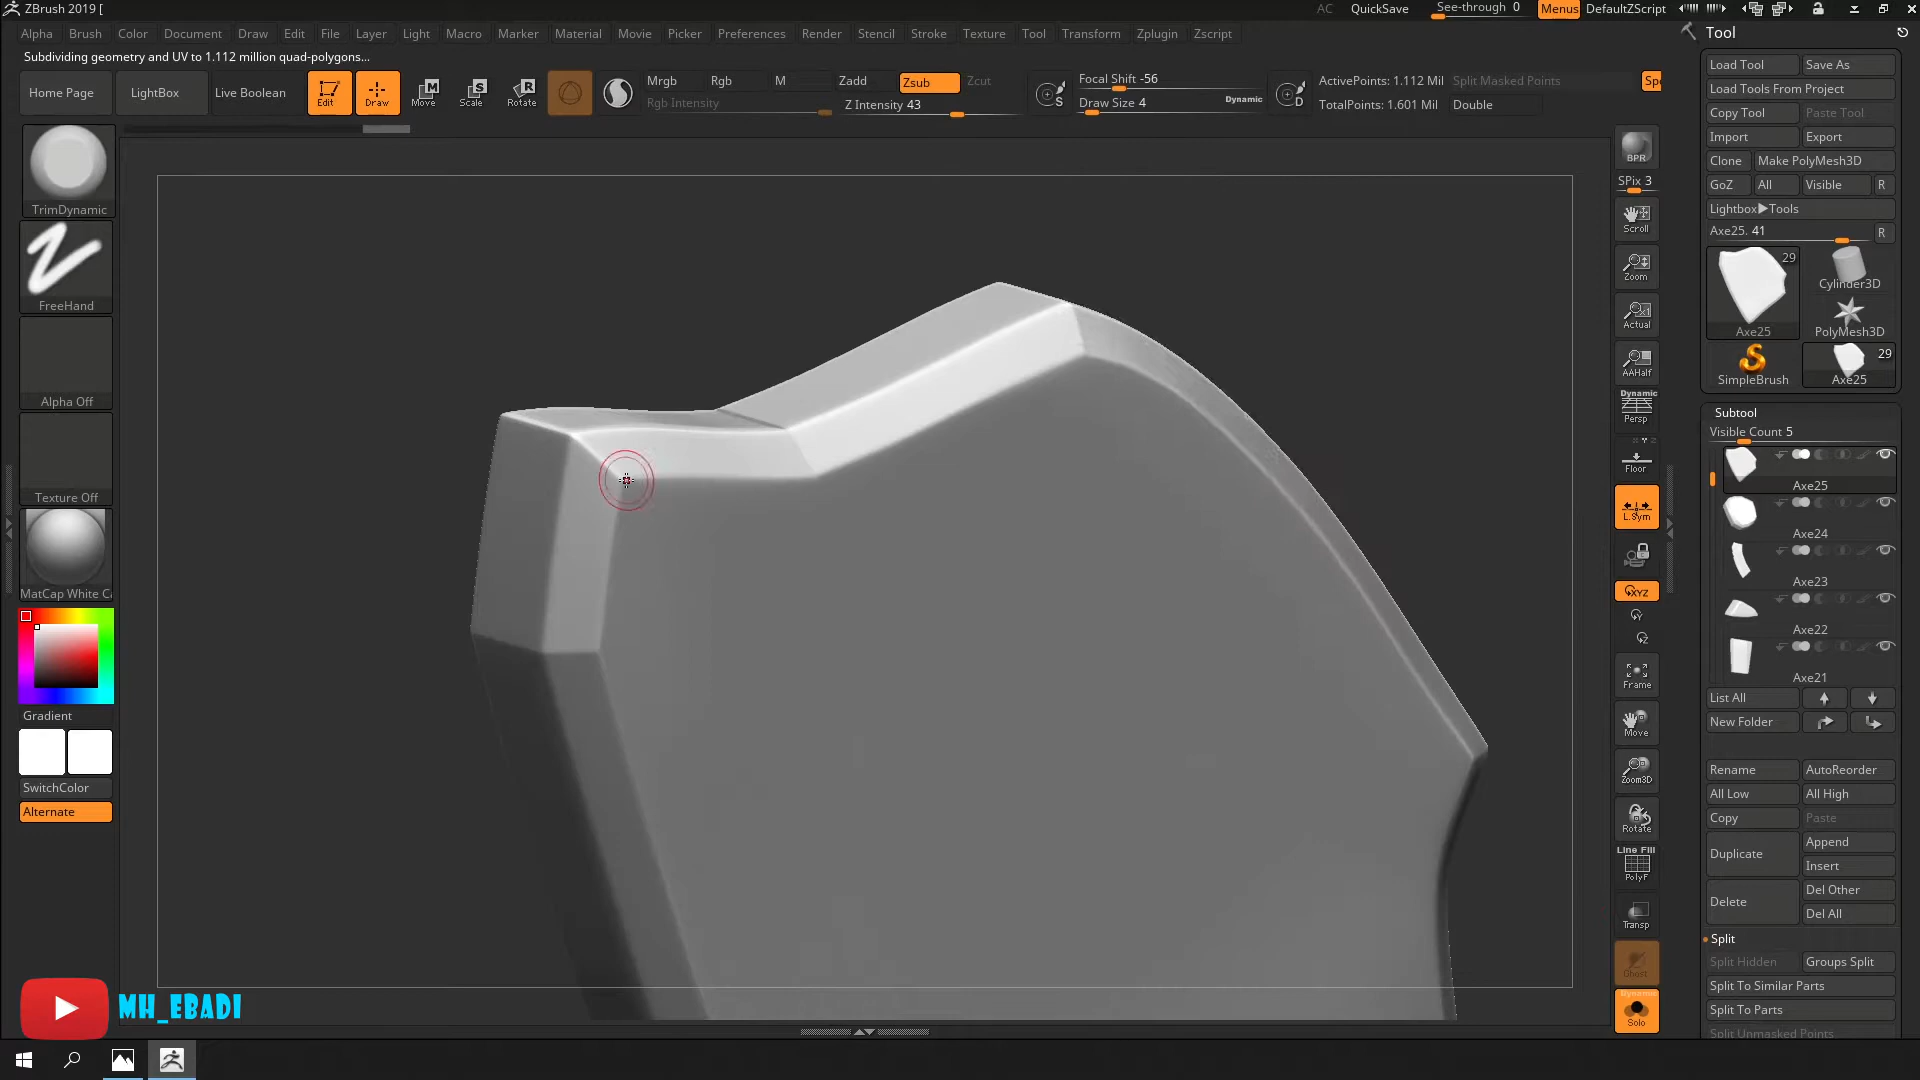 ZBrush 2019 [
AC
QuickSave
See-through 0
Menus
DefaultZScript
Alpha Brush Color Document Draw Edit File Layer Light Macro Marker Material Movie Picker Preferences Render Stencil Stroke Texture Tool Transform Zplugin Zscript
Tool
Subdividing geometry and UV to 1.112 million quad-polygons...
Home Page
LightBox
Live Boolean
Edit
Draw
Move
Scale
Rotate
Mrgb Rgb M Zadd Zsub Zcut
Rgb Intensity
Z Intensity 43
Focal Shift -56
Draw Size 4
Dynamic
ActivePoints: 1.112 Mil
TotalPoints: 1.601 Mil
Split Masked Points
Double
TrimDynamic
FreeHand
Alpha Off
Texture Off
MatCap White C
Gradient
SwitchColor
Alternate
BPR
SPix 3
Scroll
Zoom
Actual
AAHalf
Dynamic
Persp
Floor
L.Sym
XYZ
Y
Z
Frame
Move
Zoom3D
Rotate
Line Fill
PolyF
Transp
Ghost
Dynamic
Solo
Load Tool Save As
Load Tools From Project
Copy Tool Paste Tool
Import Export
Clone Make PolyMesh3D
GoZ All Visible R
Lightbox▶Tools
Axe25. 41 R
29
Cylinder3D
Axe25
PolyMesh3D
29
SimpleBrush
Axe25
Subtool
Visible Count 5
Axe25
Axe24
Axe23
Axe22
Axe21
List All
New Folder
Rename AutoReorder
All Low All High
Copy Paste
Duplicate Append
Insert
Delete Del Other
Del All
Split
Split Hidden Groups Split
Split To Similar Parts
Split To Parts
Split Unmasked Points
MH_EBADI